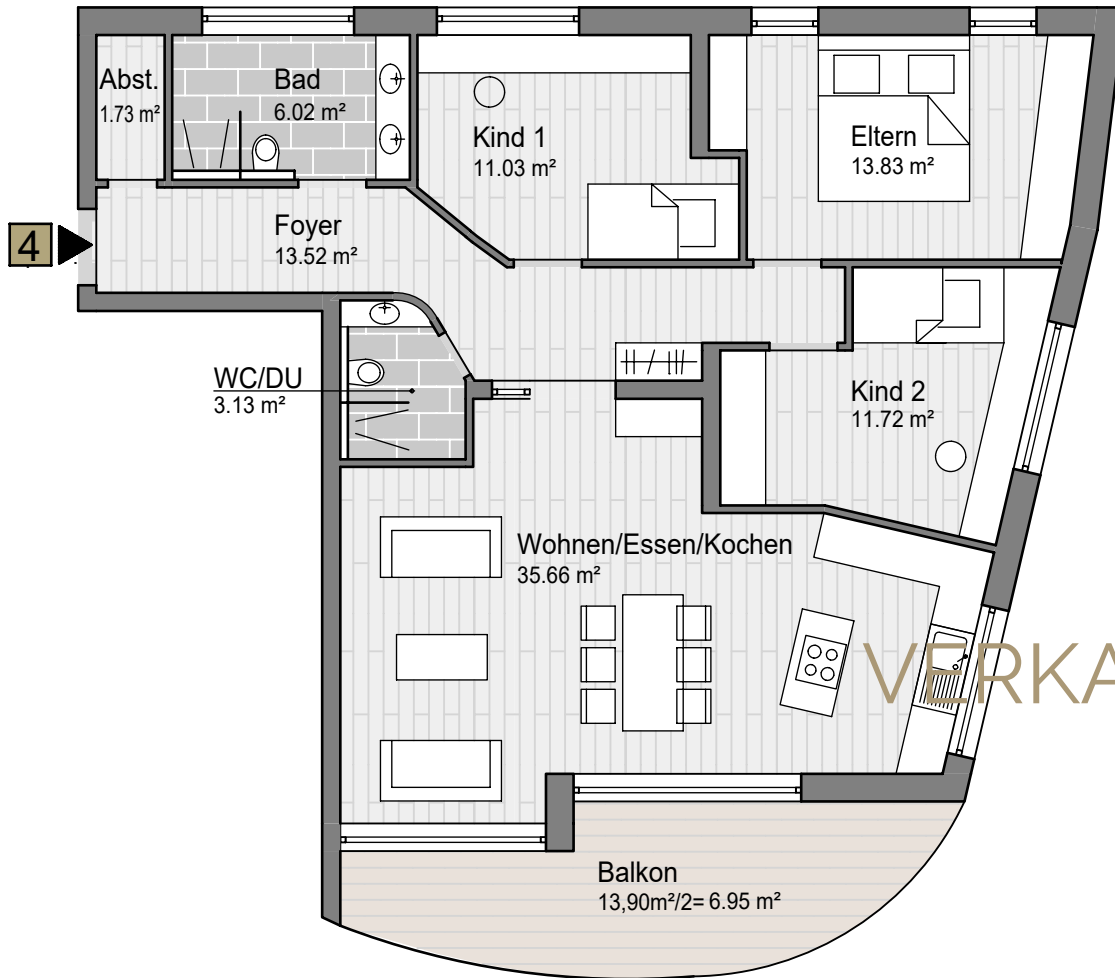 Abst.
1.73 m²
Bad
6.02 m²
Kind 1
11.03 m²
Eltern
13.83 m²
4
Foyer
13.52 m²
WC/DU
3.13 m²
Kind 2
11.72 m²
Wohnen/Essen/Kochen
35.66 m²
VERKA
Balkon
13,90m²/2= 6.95 m²